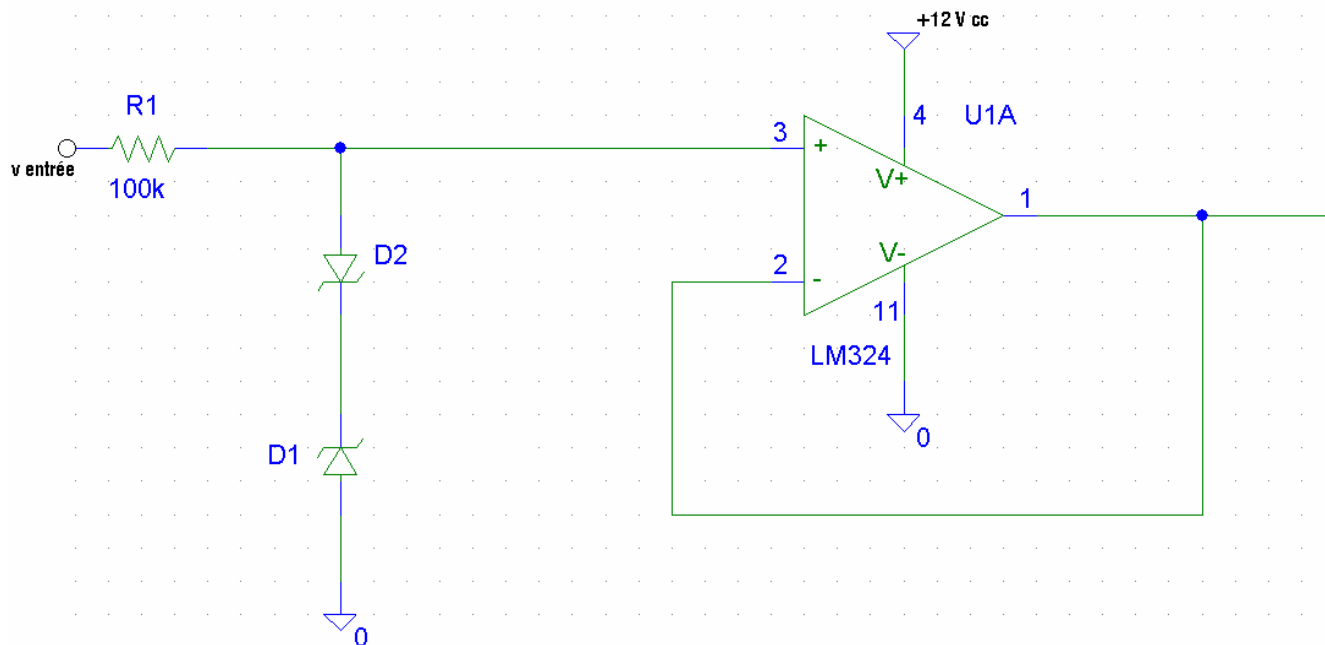 +12 V cc
R1
4
U1A
3
+
v entrée
100k
V+
1
D2
V-
2
-
11
LM324
D1
0
0